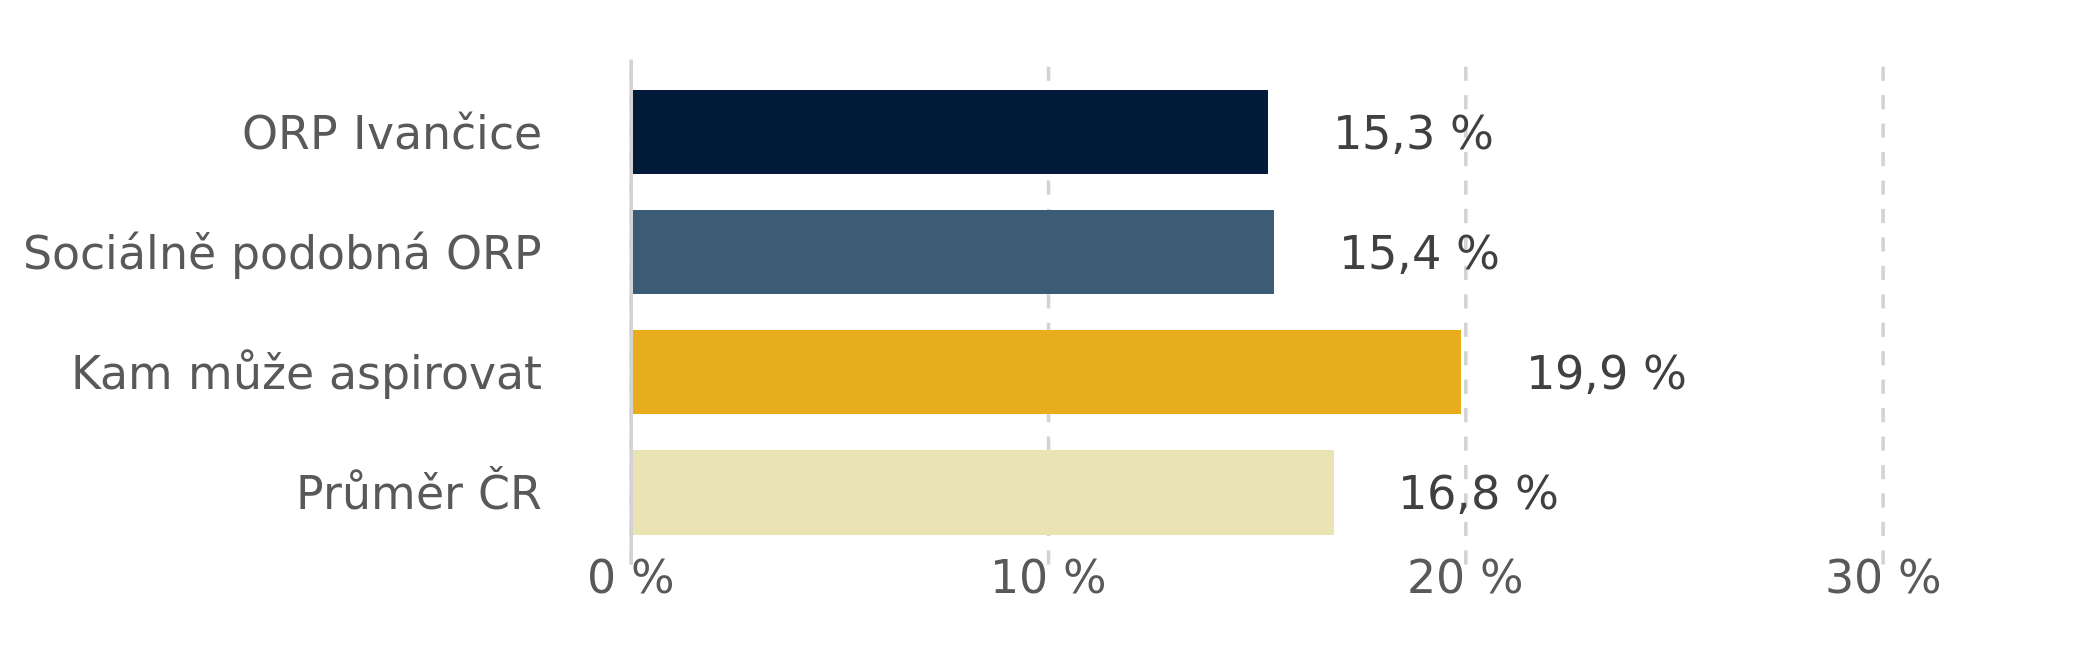 ORP Ivančice 15,3 %
Sociálně podobná ORP 15,4 %
Kam může aspirovat 19,9 %
Průměr ČR 16,8 %
0 % 10 % 20 % 30 %